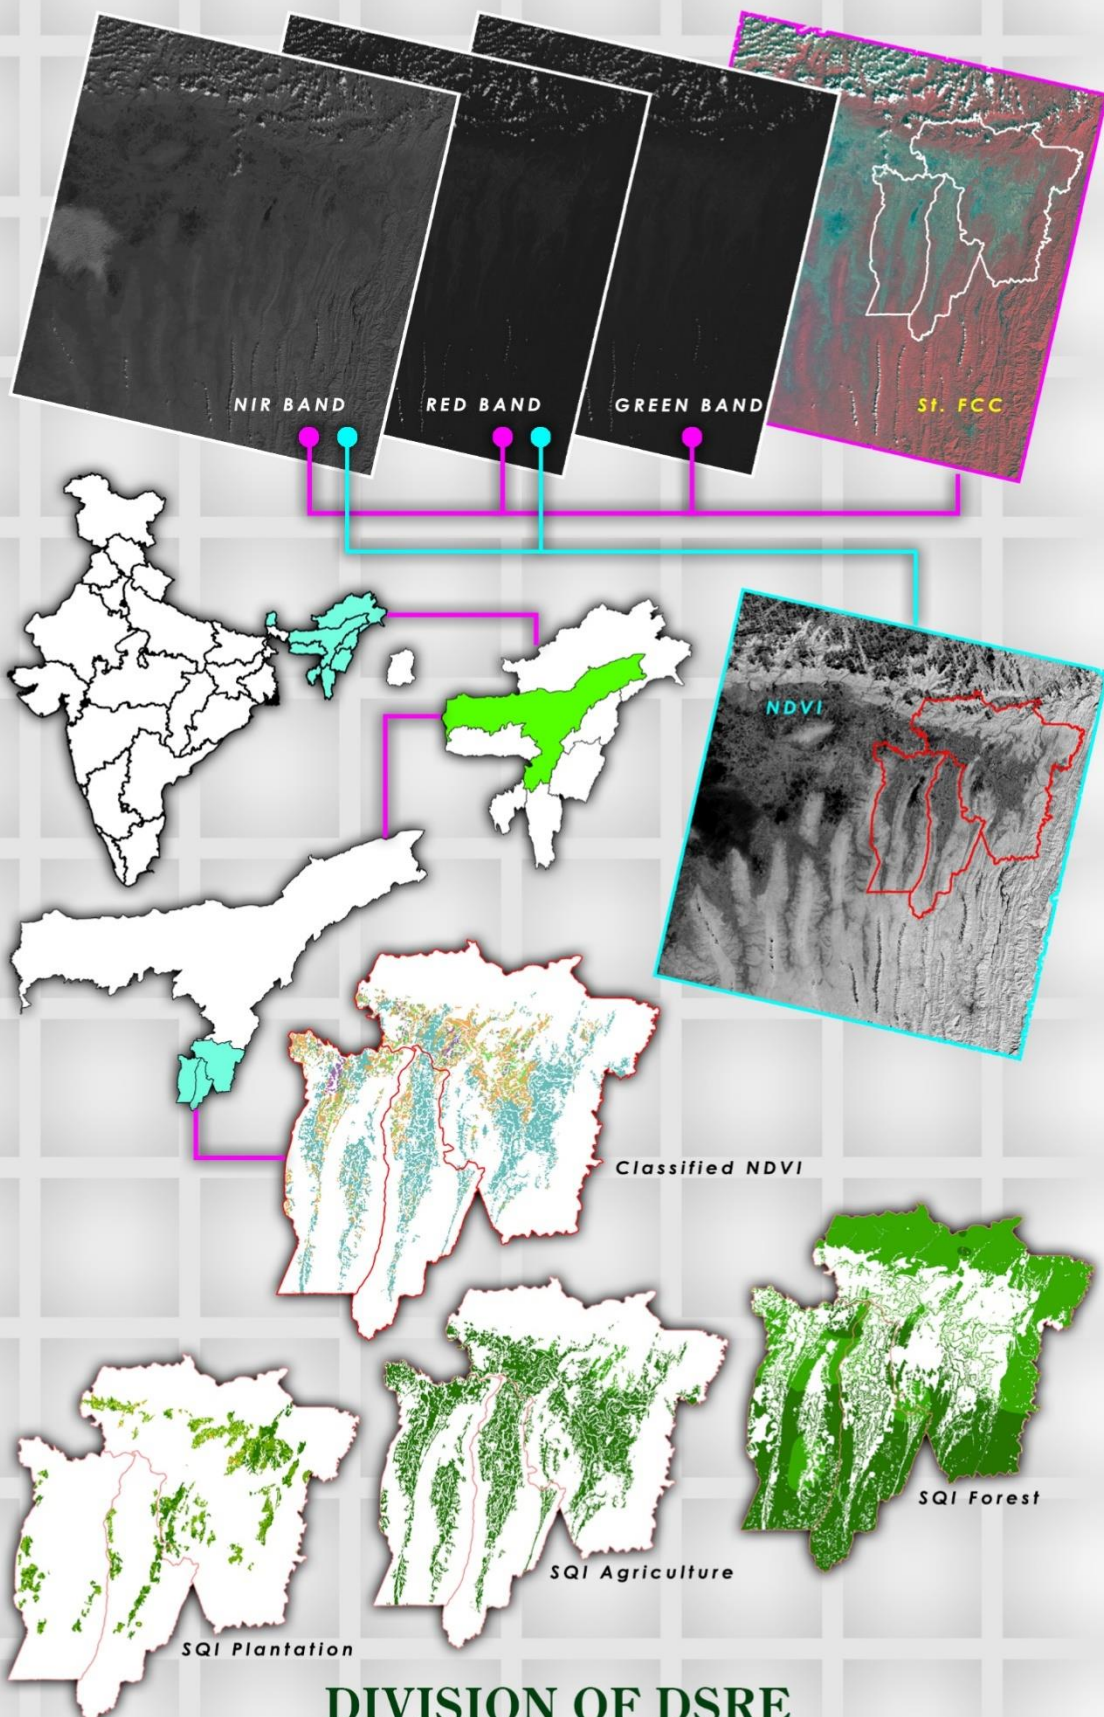 NIR BAND
RED BAND
GREEN BAND
St. FCC
NDVI
Classified NDVI
SQI Forest
SQI Agriculture
SQI Plantation
DIVISION OF DSRE